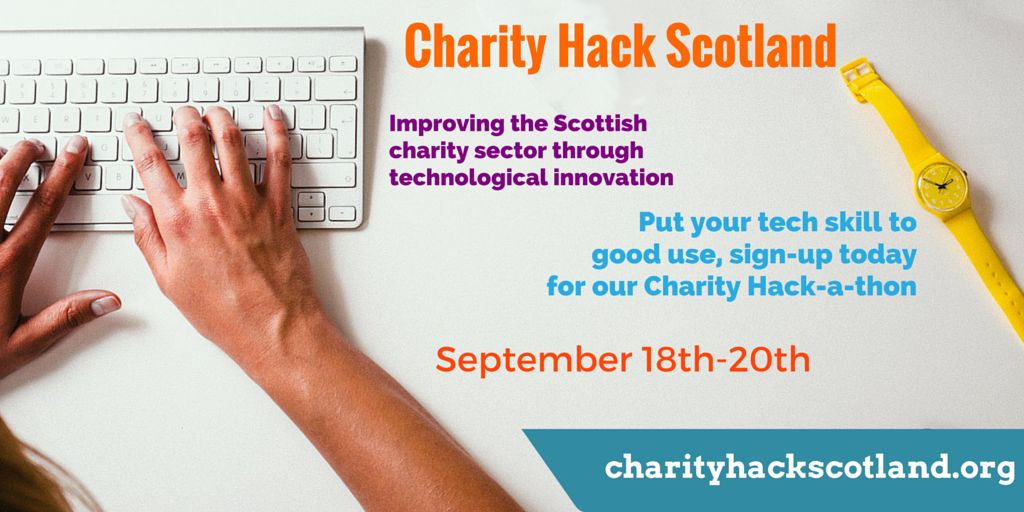 Charity Hack Scotland
Improving the Scottish
charity sector through
technological innovation
Put your tech skill to
good use, sign-up today
for our Charity Hack-a-thon
September 18th-20th
charityhackscotland.org